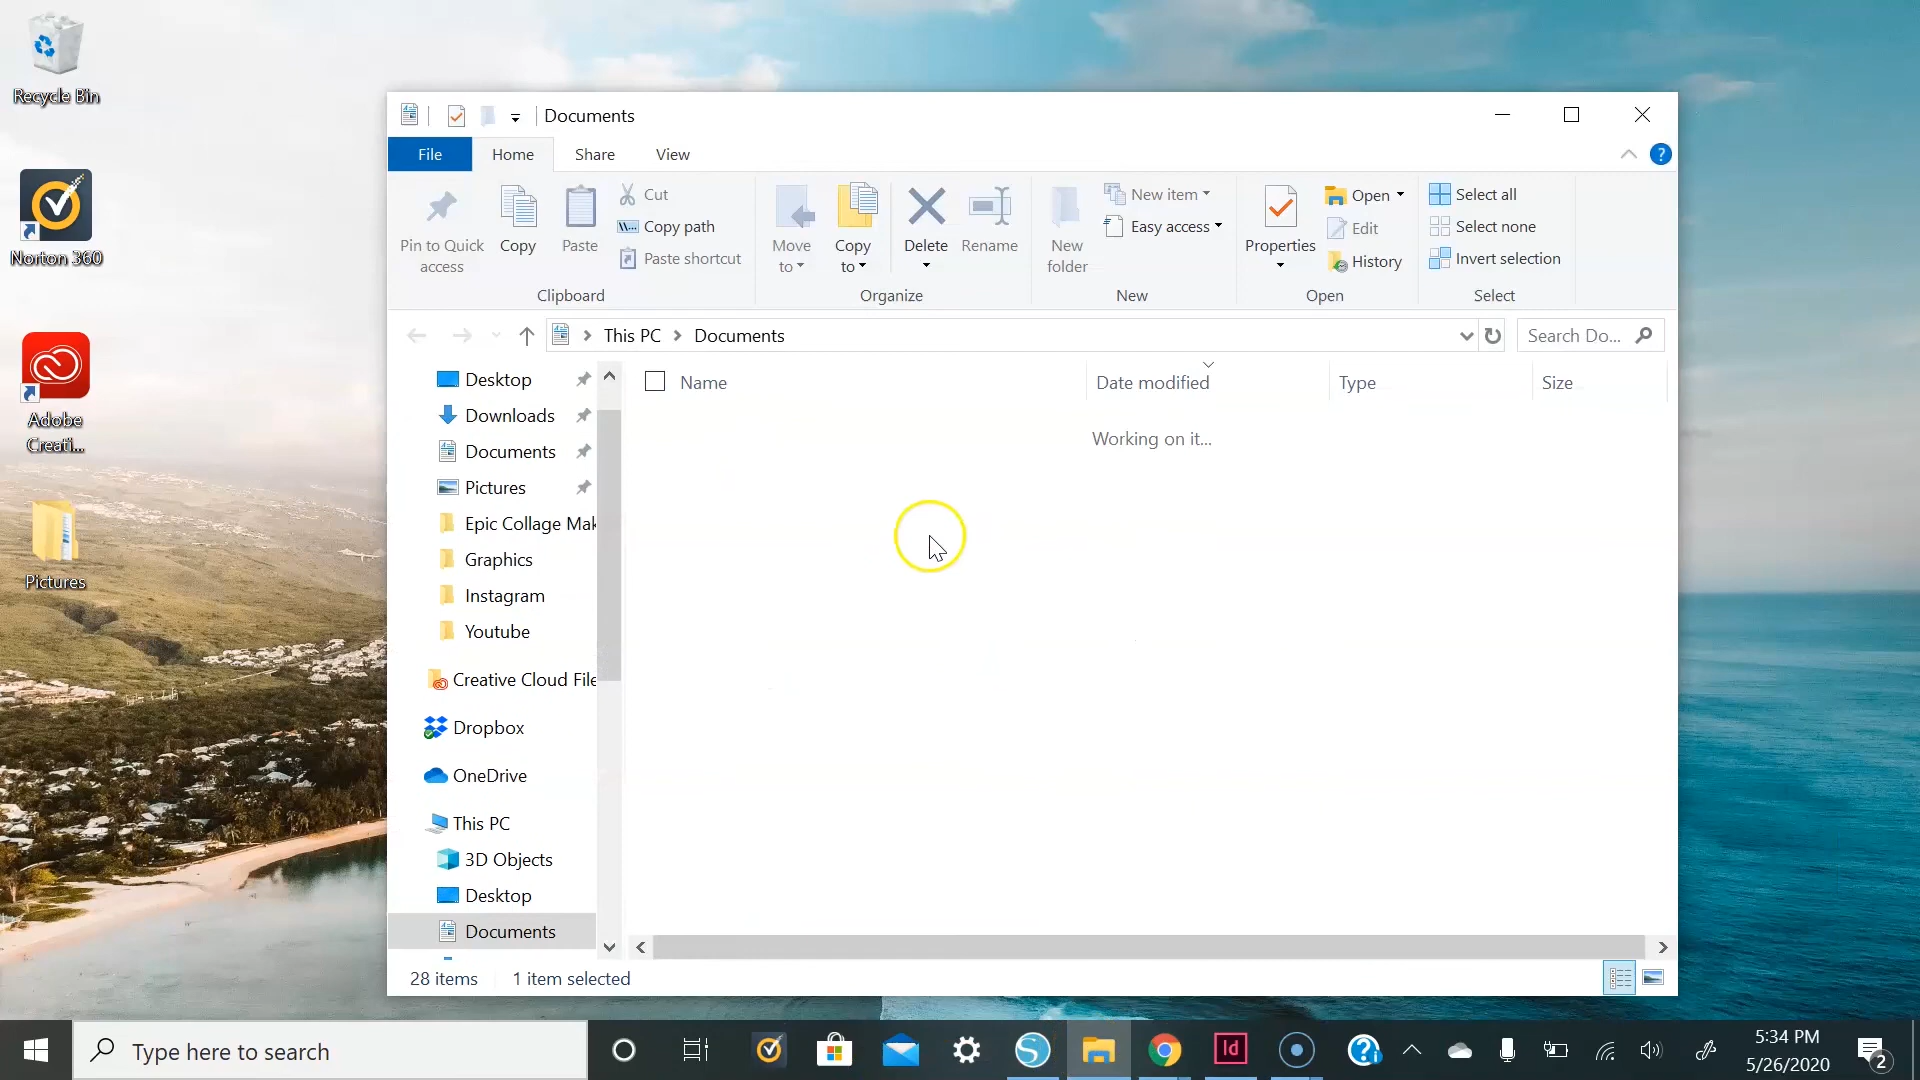 Recycle Bin
Norton 360
Adobe
Creati...
Pictures
Documents
File
Home
Share
View
?
Pin to Quick
access
Copy
Paste
Cut
Copy path
Paste shortcut
Clipboard
Move
to
Copy
to
Delete
Rename
Organize
New
folder
New item
Easy access
New
Properties
Open
Edit
History
Open
Select all
Select none
Invert selection
Select
This PC
Documents
Search Do...
Desktop
Downloads
Documents
Pictures
Epic Collage Mak
Graphics
Instagram
Youtube
Creative Cloud File
Dropbox
OneDrive
This PC
3D Objects
Desktop
Documents
Name
Date modified
Type
Size
Working on it...
28 items
1 item selected
Type here to search
Id
?
5:34 PM
5/26/2020
2